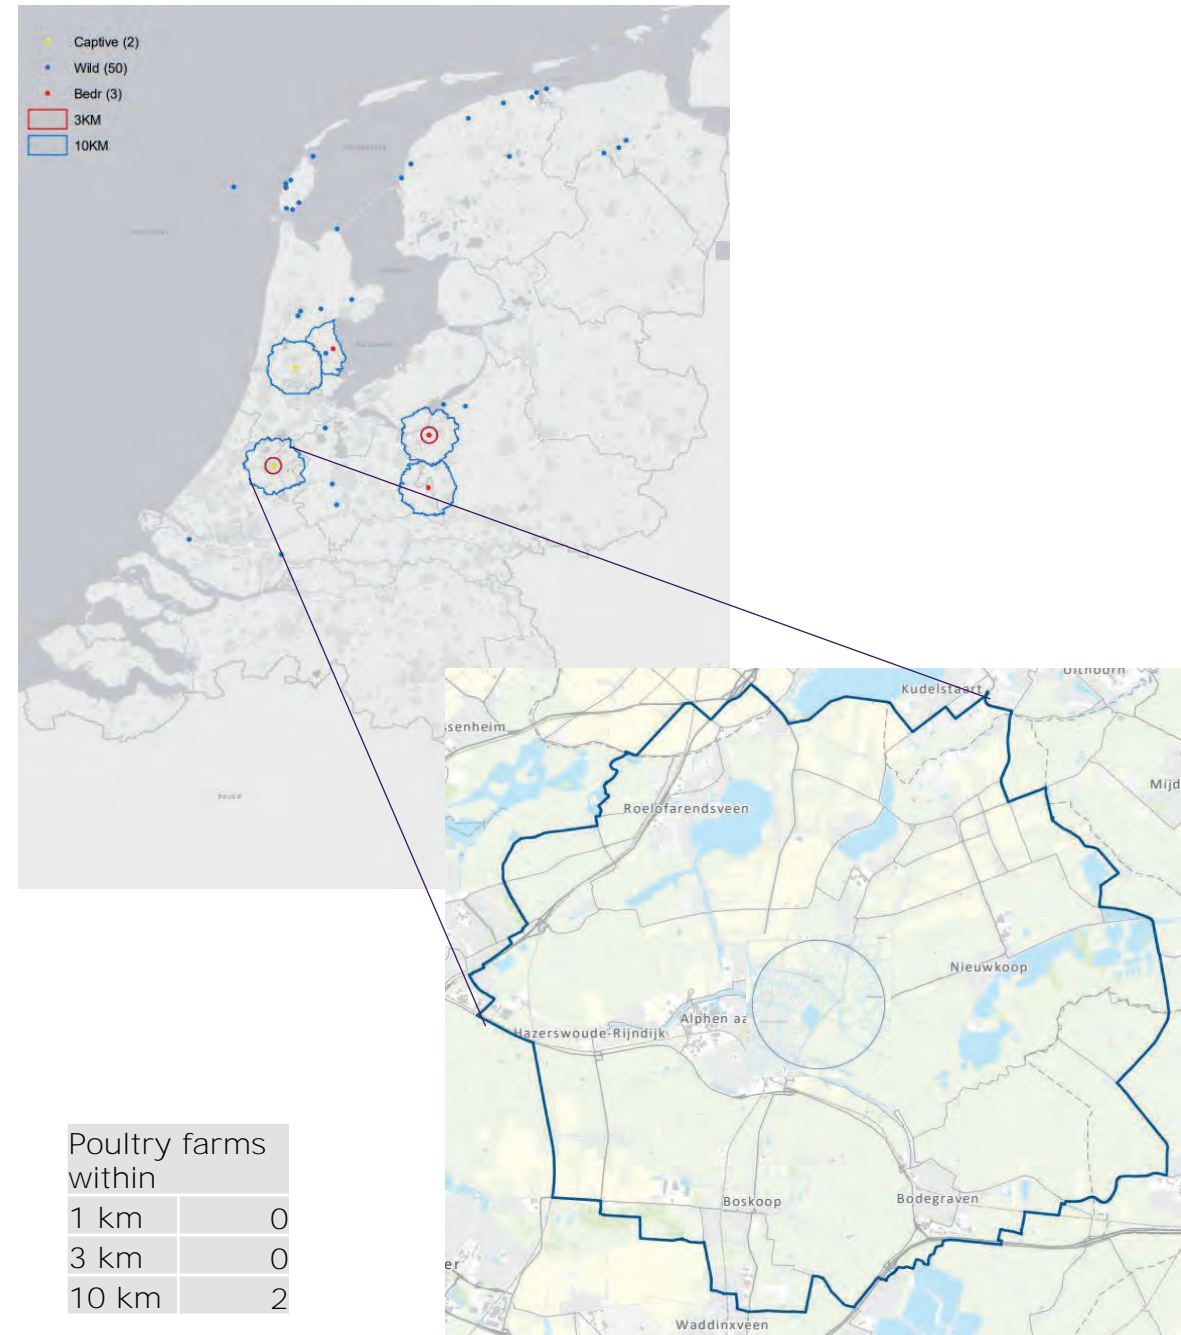 Captive (2)
Wild (50)
Bedr (3)
3KM
10KM
BELGIË
Uithoorn
Kudelstaart
ssenheim
Mijd
Roelofarendsveen
Nieuwkoop
Alphen aa
Hazerswoude-Rijndijk
Boskoop
Bodegraven
er
Waddinxveen
Poultry farms
within
1 km 0
3 km 0
10 km 2